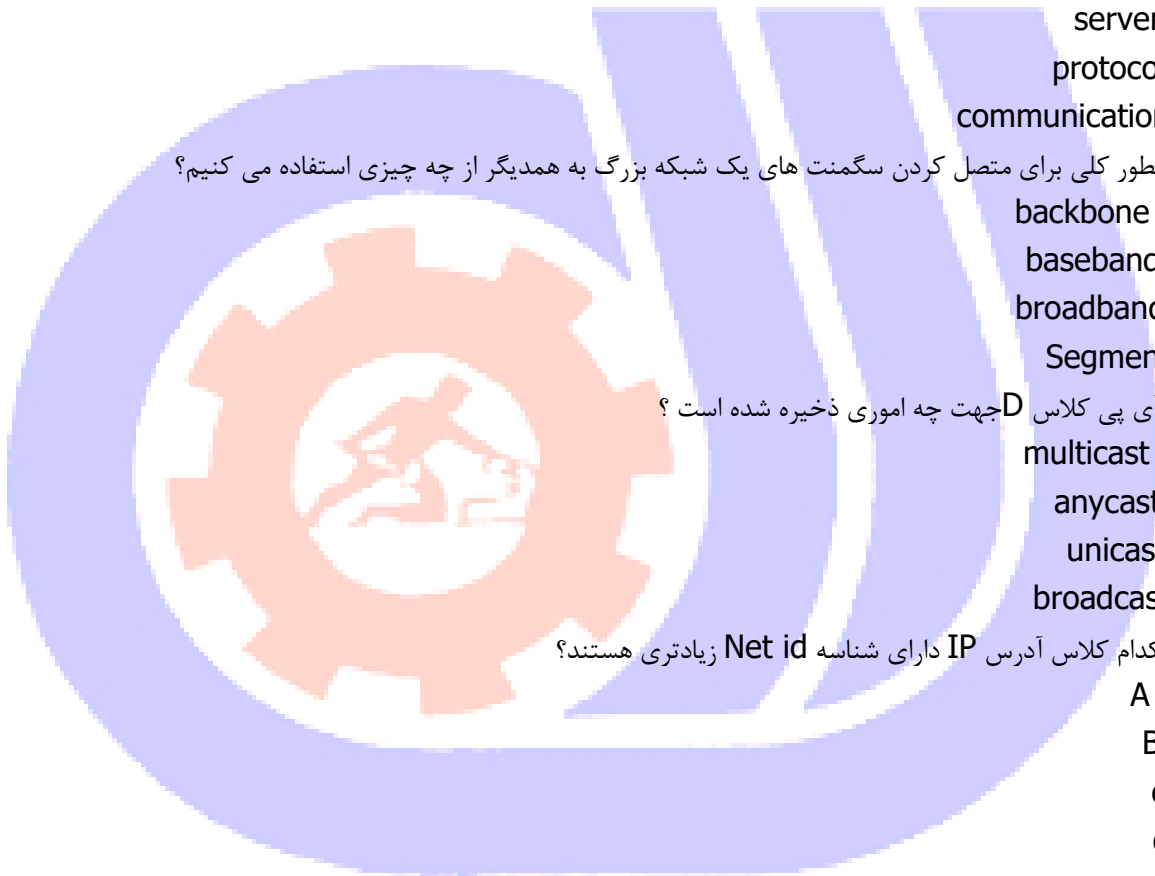 server
protoco
communication
طور کلی برای متصل کردن سگمنت های یک شبکه بزرگ به همدیگر از چه چیزی استفاده می کنیم؟
backbone
baseband
broadband
Segmen
ی پی کلاس Dجهت چه اموری ذخیره شده است ؟
multicast
anycast
unicas
broadcas
کدام کلاس آدرس IP دارای شناسه Net id زیادتری هستند؟
A
B